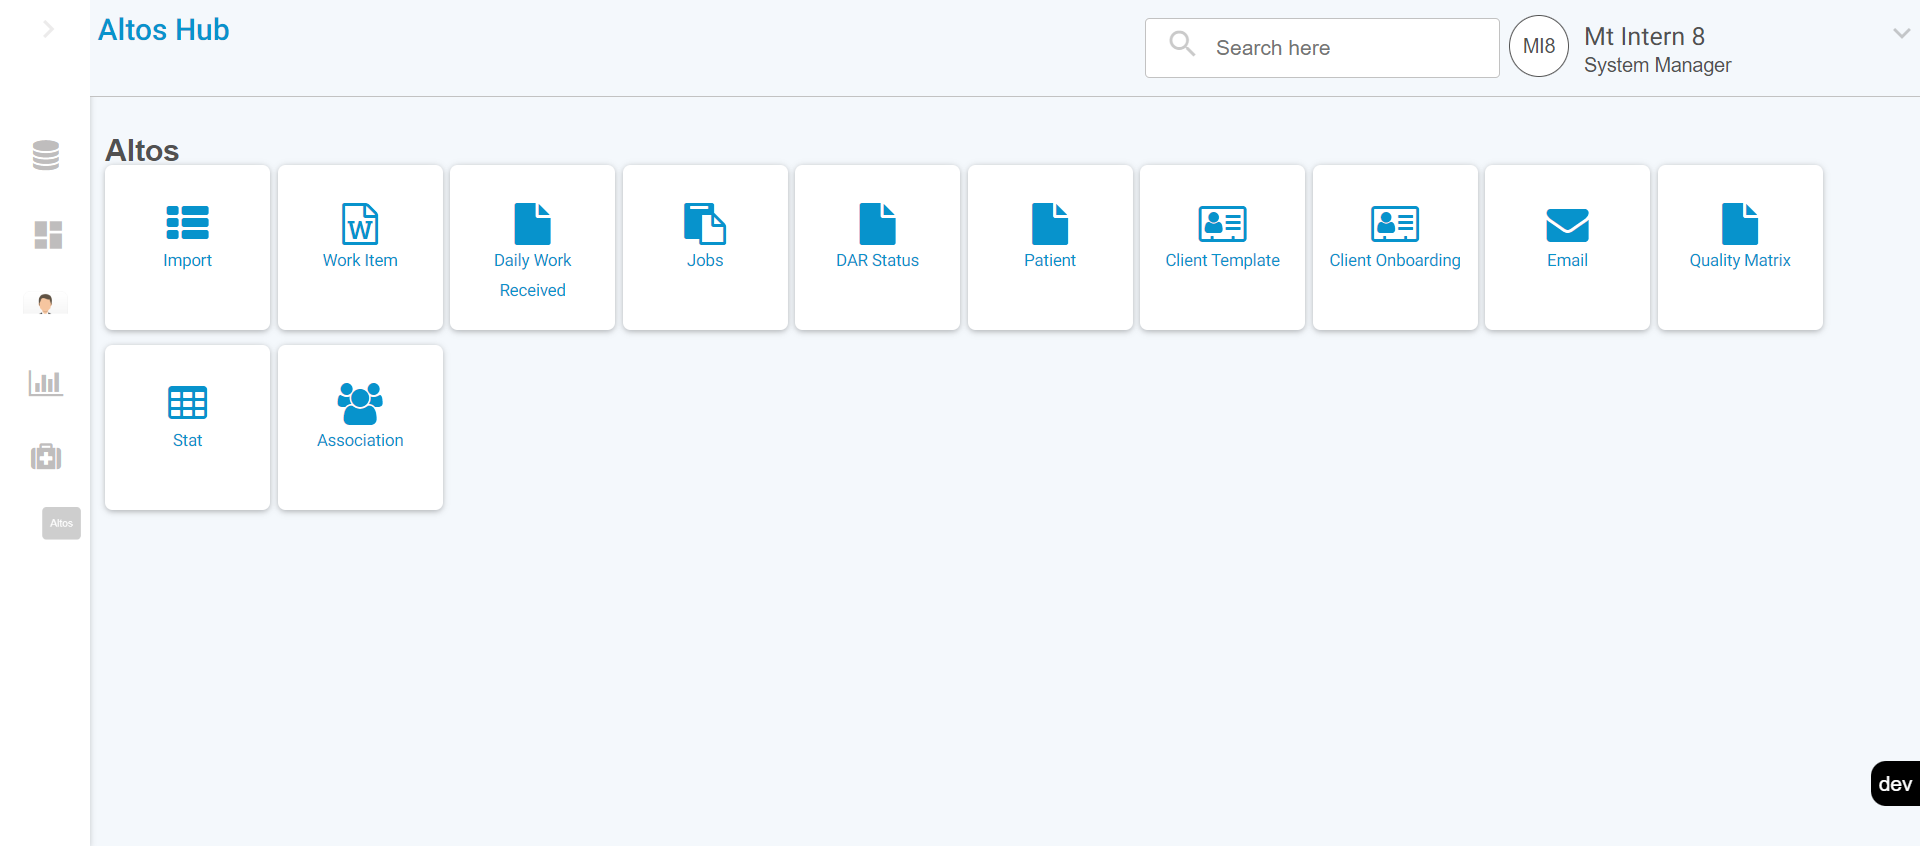 Altos Hub
Search here
MI8
Mt Intern 8
System Manager
Altos
Import
W
Work Item
Daily Work
Received
Jobs
DAR Status
Patient
Client Template
Client Onboarding
Email
Quality Matrix
Stat
Association
Altos
dev